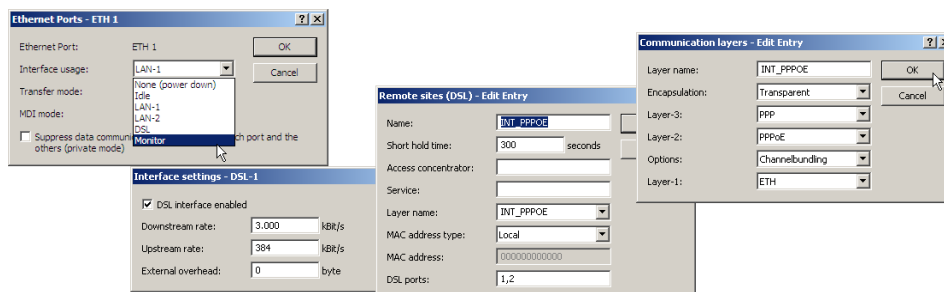 Ethernet Ports - ETH 1
Ethernet Port: ETH 1
OK
Interface usage: LAN-1
Cancel
None (power down)
Idle
LAN-1
LAN-2
DSL
Monitor
Transfer mode:
MDI mode:
Suppress data communi ch port and the
others (private mode)
Interface settings - DSL-1
DSL interface enabled
Downstream rate: 3.000 kBit/s
Upstream rate: 384 kBit/s
External overhead: 0 byte
Remote sites (DSL) - Edit Entry
Name: INT_PPPOE
Short hold time: 300 seconds
Access concentrator:
Service:
Layer name: INT_PPPOE
MAC address type: Local
MAC address: 000000000000
DSL ports: 1,2
Communication layers - Edit Entry
Layer name: INT_PPPOE
OK
Encapsulation: Transparent
Cancel
Layer-3: PPP
Layer-2: PPPoE
Options: Channelbundling
Layer-1: ETH